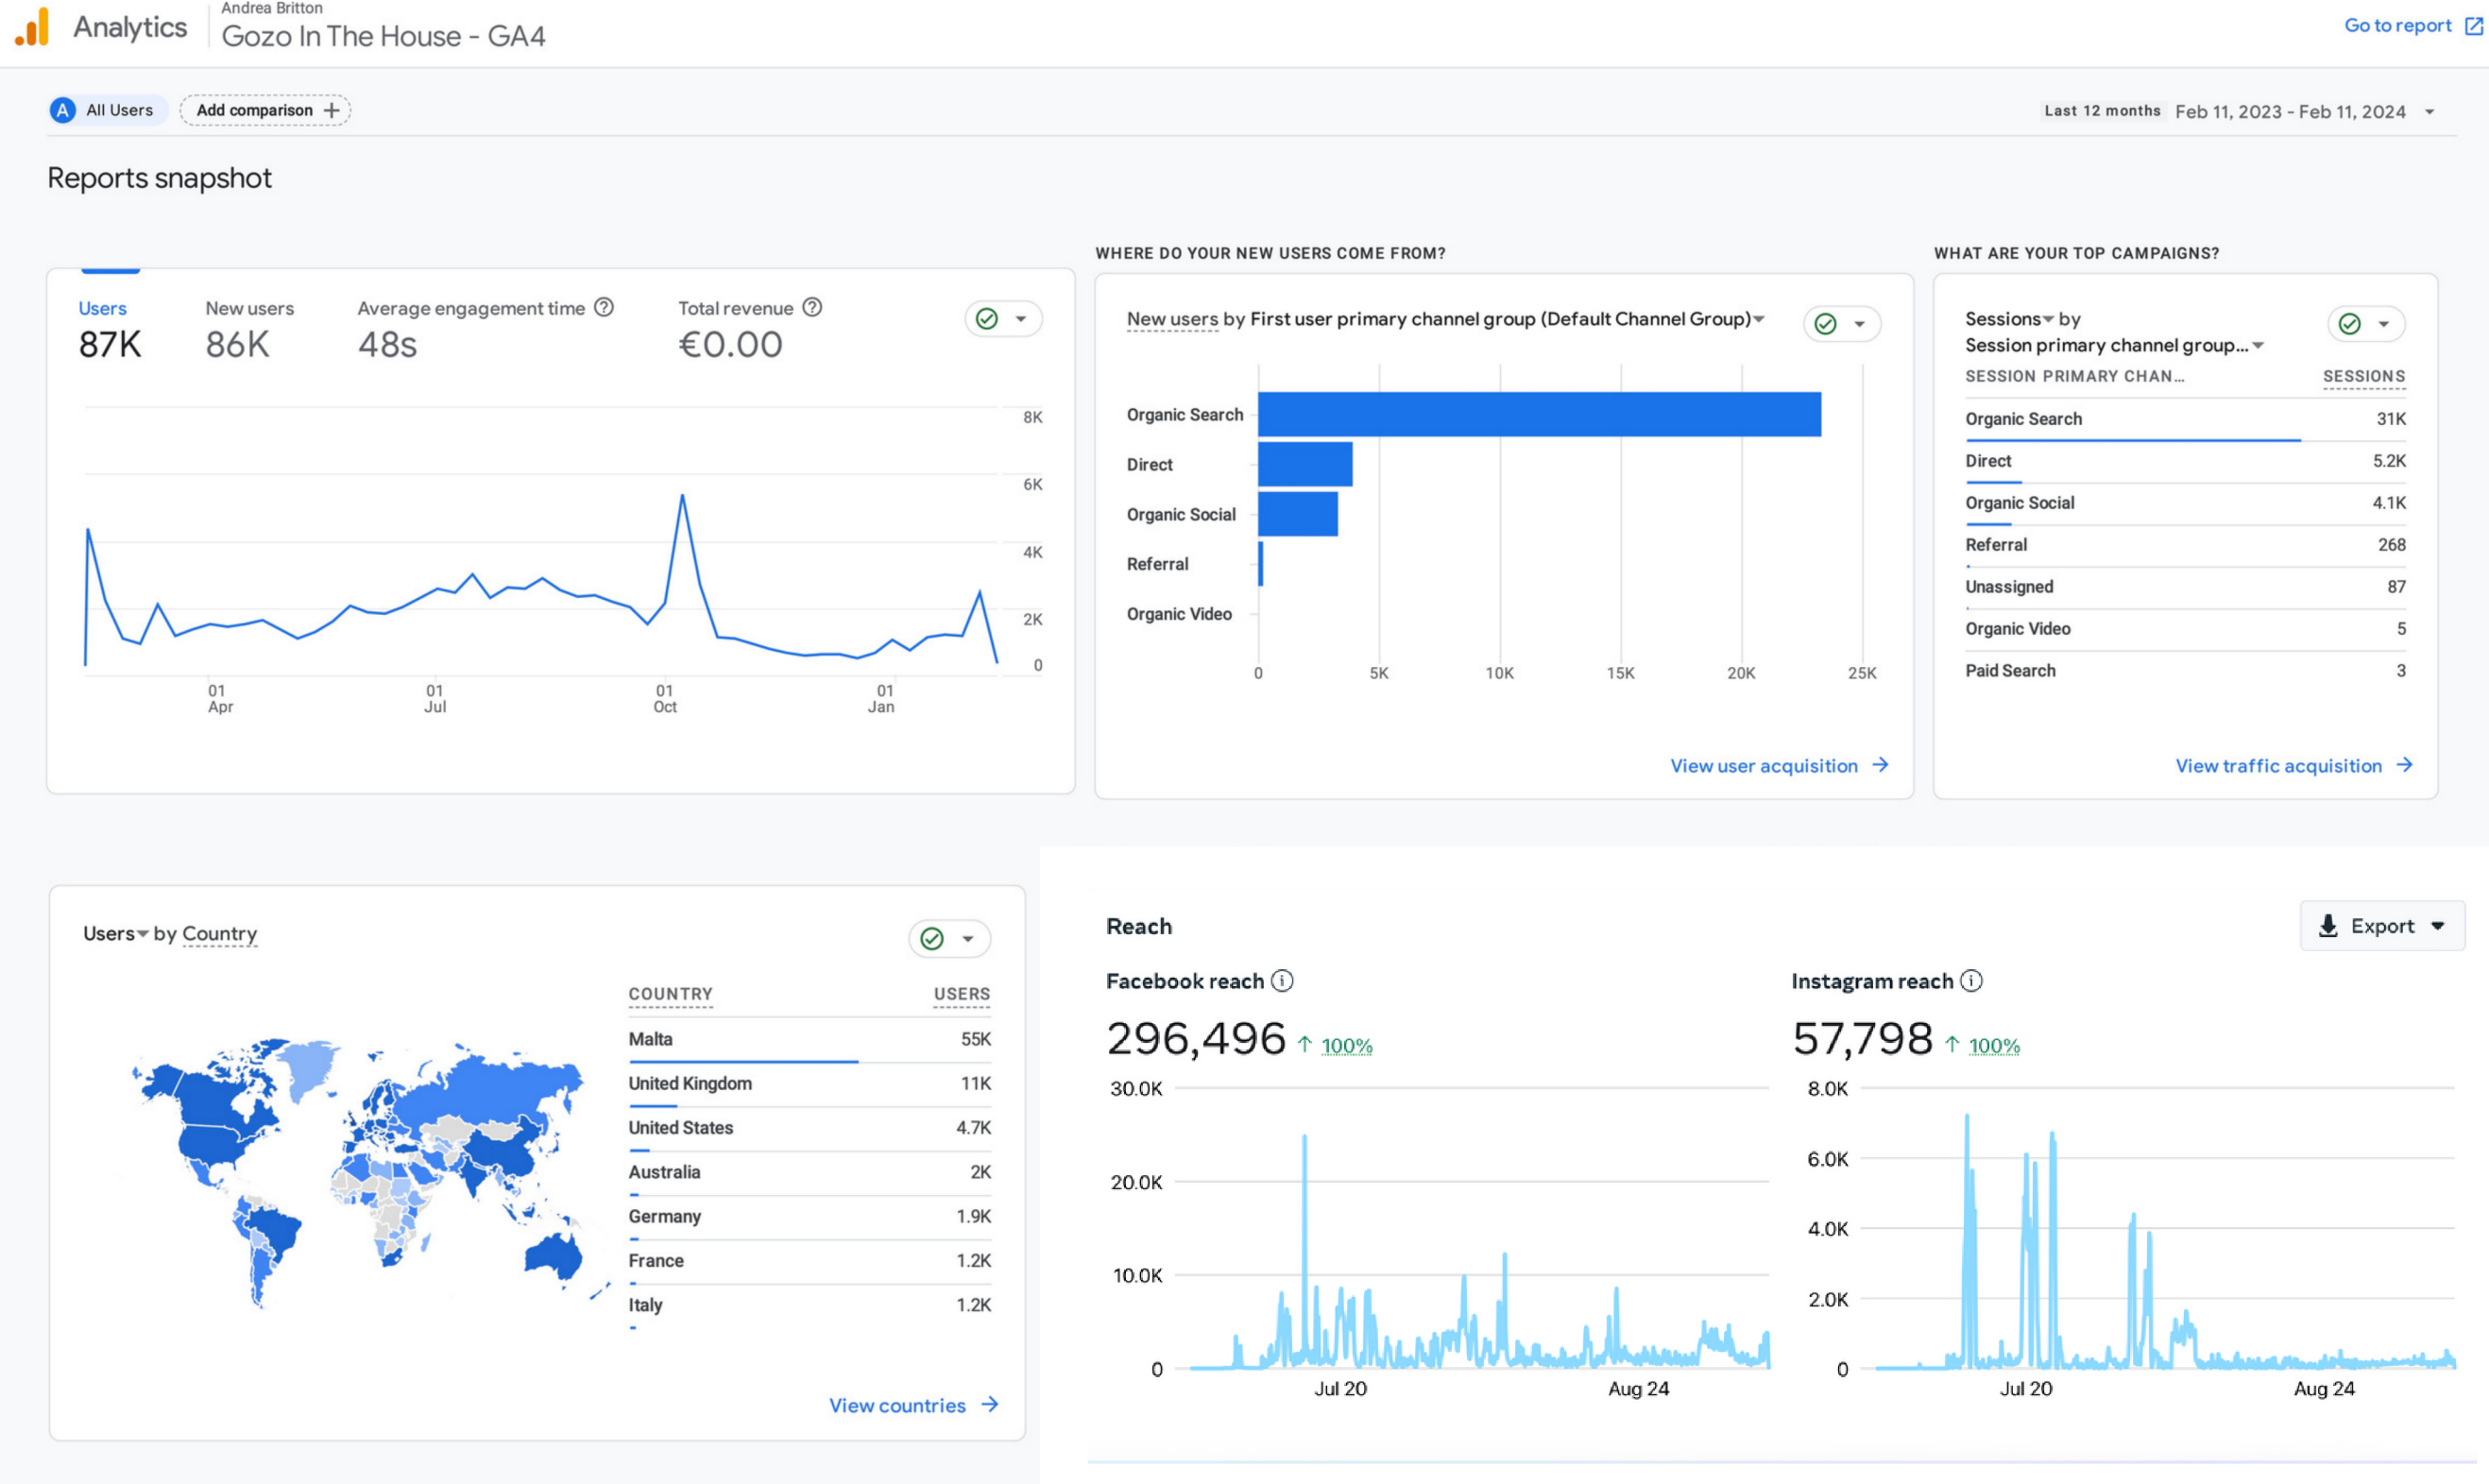 Analytics
Andrea Britton
Gozo In The House - GA4
Go to report
A All Users
Add comparison +
Last 12 months Feb 11, 2023 - Feb 11, 2024
Reports snapshot
Users
87K
New users
86K
Average engagement time
48s
Total revenue
€0.00
8K
6K
4K
2K
0
01 Apr
01 Jul
01 Oct
01 Jan
WHERE DO YOUR NEW USERS COME FROM?
New users by First user primary channel group (Default Channel Group)
Organic Search
Direct
Organic Social
Referral
Organic Video
0 5K 10K 15K 20K 25K
View user acquisition
WHAT ARE YOUR TOP CAMPAIGNS?
Sessions by
Session primary channel group...
SESSION PRIMARY CHAN... SESSIONS
Organic Search 31K
Direct 5.2K
Organic Social 4.1K
Referral 268
Unassigned 87
Organic Video 5
Paid Search 3
View traffic acquisition
Users by Country
COUNTRY USERS
Malta 55K
United Kingdom 11K
United States 4.7K
Australia 2K
Germany 1.9K
France 1.2K
Italy 1.2K
View countries
Reach
Export
Facebook reach
296,496 ↑ 100%
30.0K
20.0K
10.0K
0
Jul 20 Aug 24
Instagram reach
57,798 ↑ 100%
8.0K
6.0K
4.0K
2.0K
0
Jul 20 Aug 24